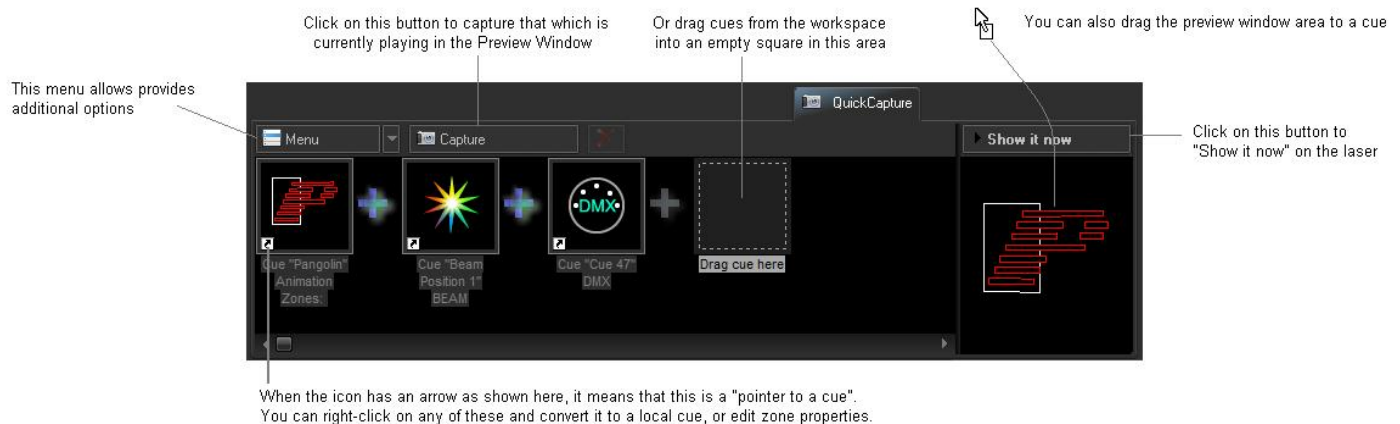 Click on this button to capture that which is
currently playing in the Preview Window
Or drag cues from the workspace
into an empty square in this area
You can also drag the preview window area to a cue
This menu allows provides
additional options
QuickCapture
Menu
Capture
Show it now
Click on this button to
"Show it now" on the laser
DMX
Cue "Pangolin"
Animation
Zones:
Cue "Beam
Position 1"
BEAM
Cue "Cue 47"
DMX
Drag cue here
When the icon has an arrow as shown here, it means that this is a "pointer to a cue".
You can right-click on any of these and convert it to a local cue, or edit zone properties.